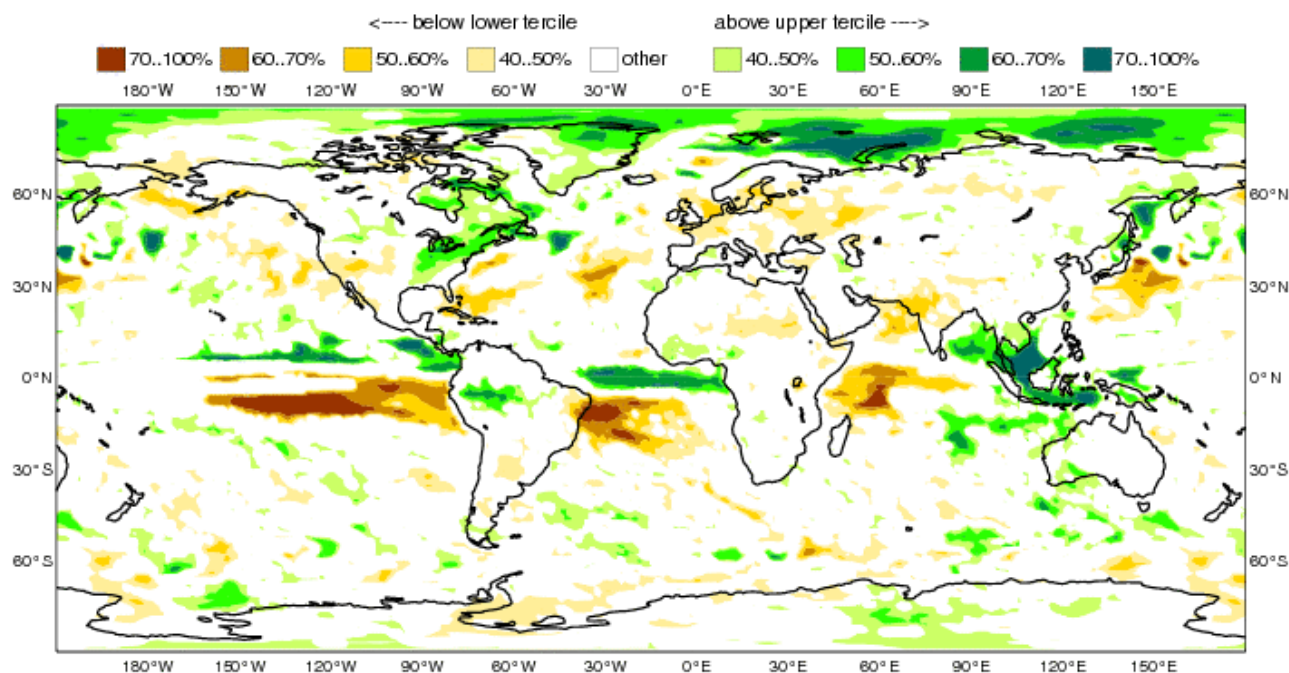 <---- below lower tercile above upper tercile ---->
70..100% 60..70% 50..60% 40..50% other 40..50% 50..60% 60..70% 70..100%
180°W 150°W 120°W 90°W 60°W 30°W 0°E 30°E 60°E 90°E 120°E 150°E
60°N 60°N
30°N 30°N
0°N 0°N
30°S 30°S
60°S 60°S
180°W 150°W 120°W 90°W 60°W 30°W 0°E 30°E 60°E 90°E 120°E 150°E